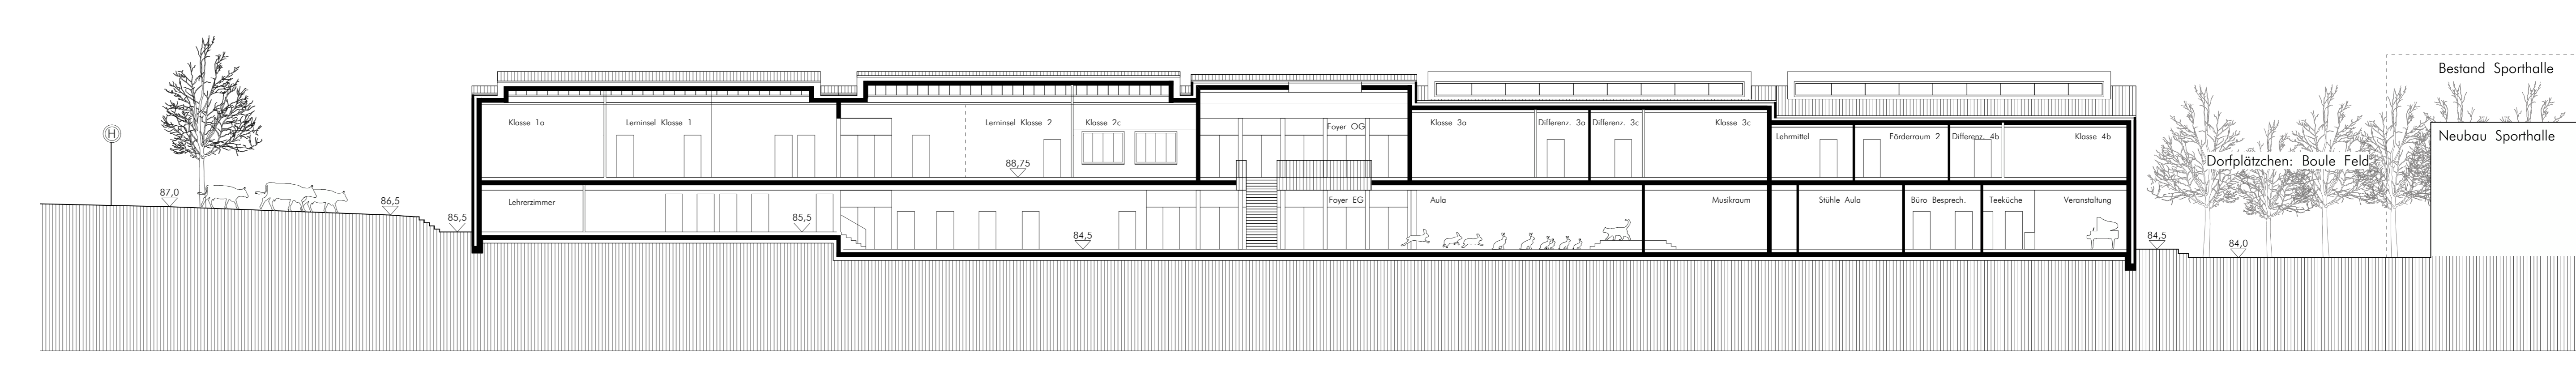 Bestand Sporthalle
Klasse 1a
Lerninsel Klasse 1
Lerninsel Klasse 2
Klasse 2c
Foyer OG
Klasse 3a
Differenz. 3a
Differenz. 3c
Klasse 3c
Lehrmittel
Förderraum 2
Differenz. 4b
Klasse 4b
Neubau Sporthalle
H
88,75
Dorfplätzchen: Boule Feld
87,0
86,5
85,5
Lehrerzimmer
85,5
84,5
Foyer EG
Aula
Musikraum
Stühle Aula
Büro Besprech.
Teeküche
Veranstaltung
84,5
84,0